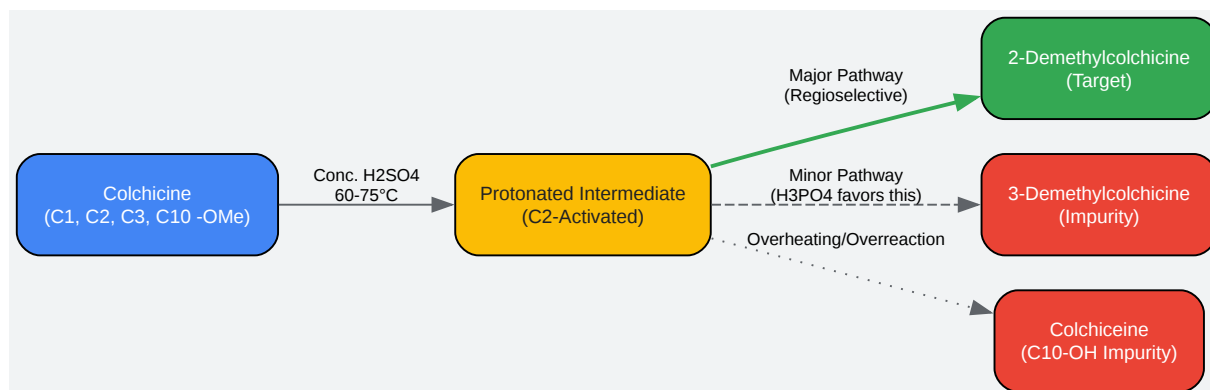 Colchicine
(C1, C2, C3, C10 -OMe)
Conc. H2SO4
60-75°C
Protonated Intermediate
(C2-Activated)
Major Pathway
(Regioselective)
2-Demethylcolchicine
(Target)
Minor Pathway
(H3PO4 favors this)
3-Demethylcolchicine
(Impurity)
Overheating/Overreaction
Colchiceine
(C10-OH Impurity)